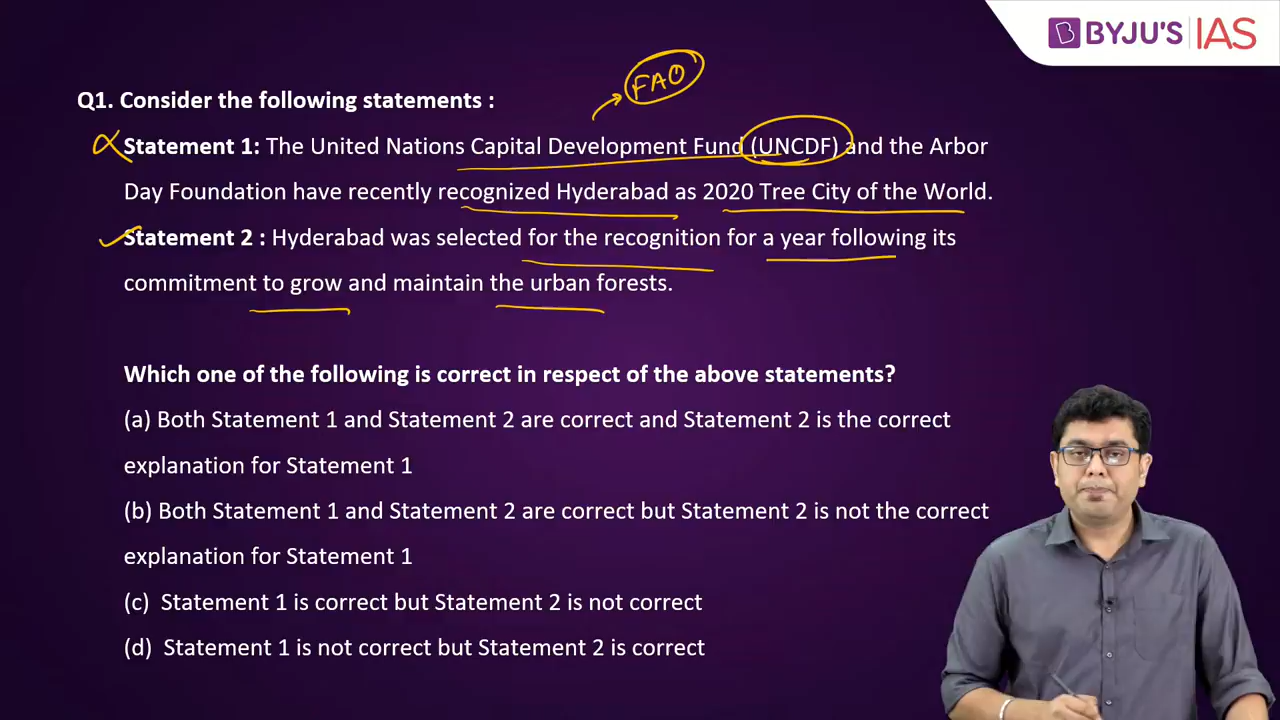 BYJU'S IAS
FAO
Q1. Consider the following statements :
Statement 1: The United Nations Capital Development Fund (UNCDF) and the Arbor
Day Foundation have recently recognized Hyderabad as 2020 Tree City of the World.
Statement 2 : Hyderabad was selected for the recognition for a year following its
commitment to grow and maintain the urban forests.
Which one of the following is correct in respect of the above statements?
(a) Both Statement 1 and Statement 2 are correct and Statement 2 is the correct
explanation for Statement 1
(b) Both Statement 1 and Statement 2 are correct but Statement 2 is not the correct
explanation for Statement 1
(c) Statement 1 is correct but Statement 2 is not correct
(d) Statement 1 is not correct but Statement 2 is correct